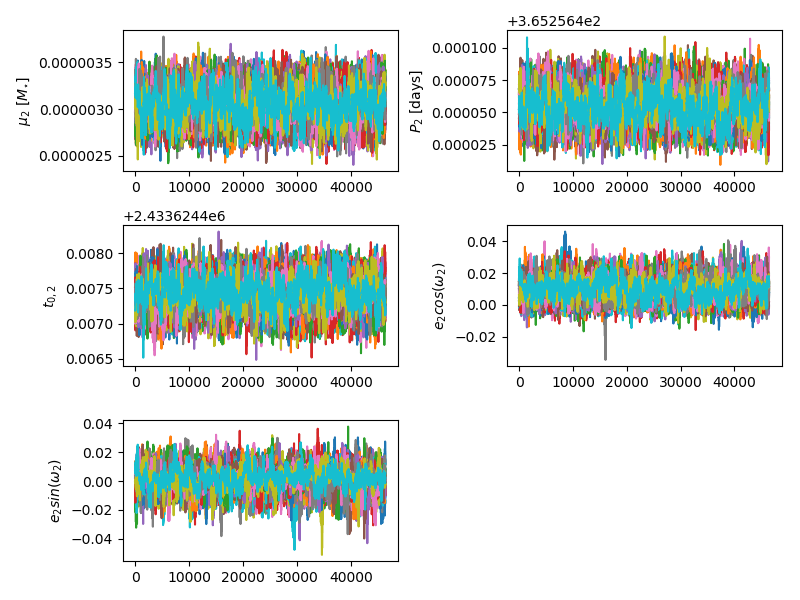 +3.652564e2
μ₂ [M⋆]
0.0000035
0.0000030
0.0000025
0 10000 20000 30000 40000
P₂ [days]
0.000100
0.000075
0.000050
0.000025
0 10000 20000 30000 40000
+2.4336244e6
t₀,₂
0.0080
0.0075
0.0070
0.0065
0 10000 20000 30000 40000
e₂cos(ω₂)
0.04
0.02
0.00
−0.02
0 10000 20000 30000 40000
e₂sin(ω₂)
0.04
0.02
0.00
−0.02
−0.04
0 10000 20000 30000 40000